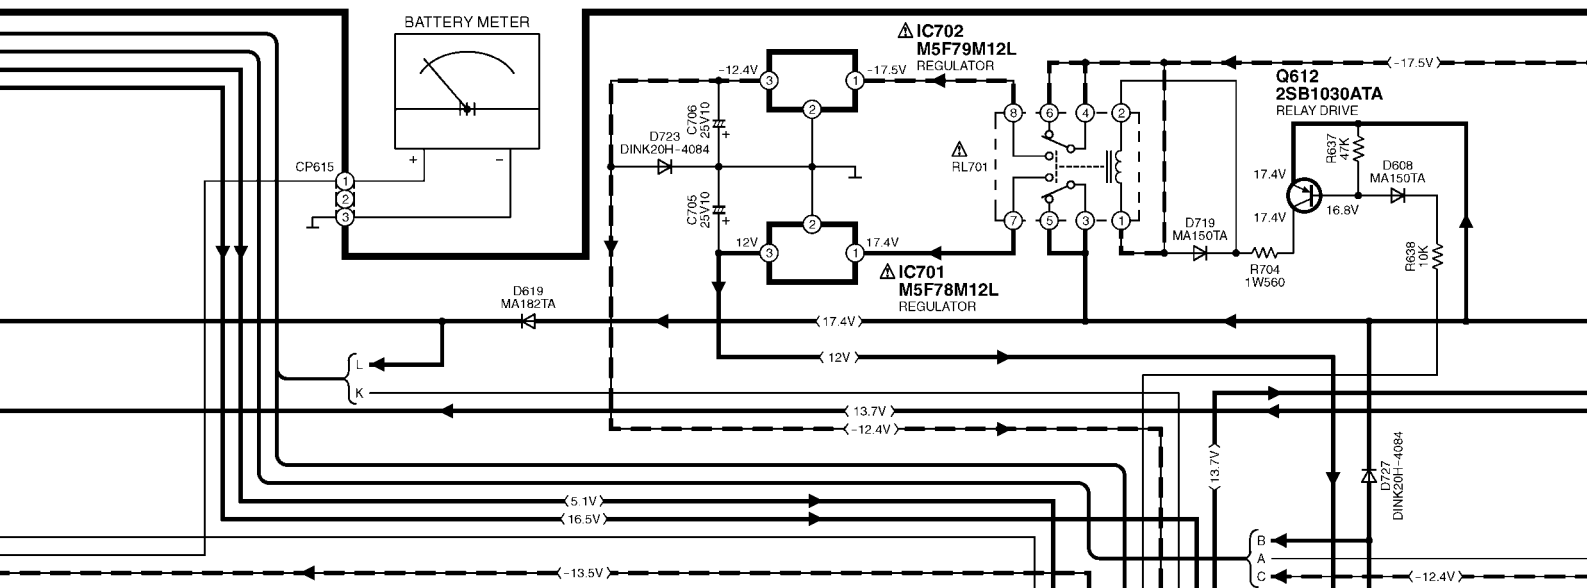 BATTERY METER
+
−
CP615
1
2
3
⚠ IC702
M5F79M12L
REGULATOR
-12.4V
3
1
-17.5V
2
C706
25V10
+
D723
DINK20H-4084
C705
25V10
+
2
12V
3
1
17.4V
⚠ IC701
M5F78M12L
REGULATOR
⚠
RL701
8
6
4
2
7
5
3
1
-17.5V
Q612
2SB1030ATA
RELAY DRIVE
R637
47K
D608
MA150TA
17.4V
16.8V
17.4V
D719
MA150TA
R704
1W560
R638
10K
D619
MA182TA
17.4V
12V
L
K
13.7V
-12.4V
13.7V
D727
DINK20H-4084
5.1V
16.5V
B
A
C
-13.5V
-12.4V